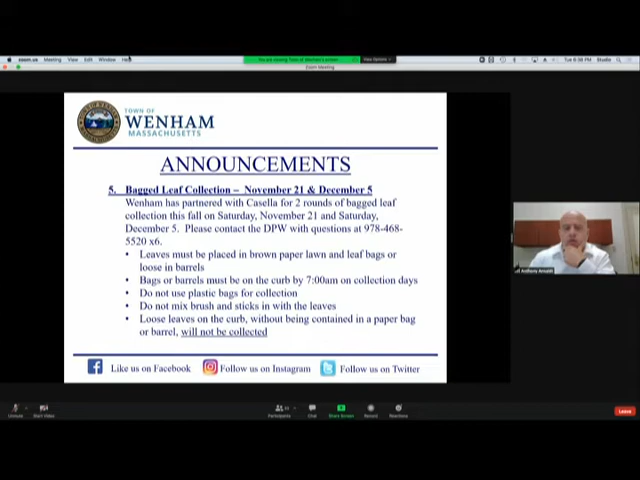 zoom.us Meeting View Edit Window Help
Tue 6:38 PM Studio
You are viewing Town of Wenham's screen
View Options
Zoom Meeting
TOWN OF
WENHAM
MASSACHUSETTS
ANNOUNCEMENTS
5. Bagged Leaf Collection – November 21 & December 5
Wenham has partnered with Casella for 2 rounds of bagged leaf
collection this fall on Saturday, November 21 and Saturday,
December 5. Please contact the DPW with questions at 978-468-
5520 x6.
• Leaves must be placed in brown paper lawn and leaf bags or
loose in barrels
• Bags or barrels must be on the curb by 7:00am on collection days
• Do not use plastic bags for collection
• Do not mix brush and sticks in with the leaves
• Loose leaves on the curb, without being contained in a paper bag
or barrel, will not be collected
Like us on Facebook
Follow us on Instagram
Follow us on Twitter
Anthony Ansaldi
Unmute
Start Video
Participants
Chat
Share Screen
Record
Reactions
Leave